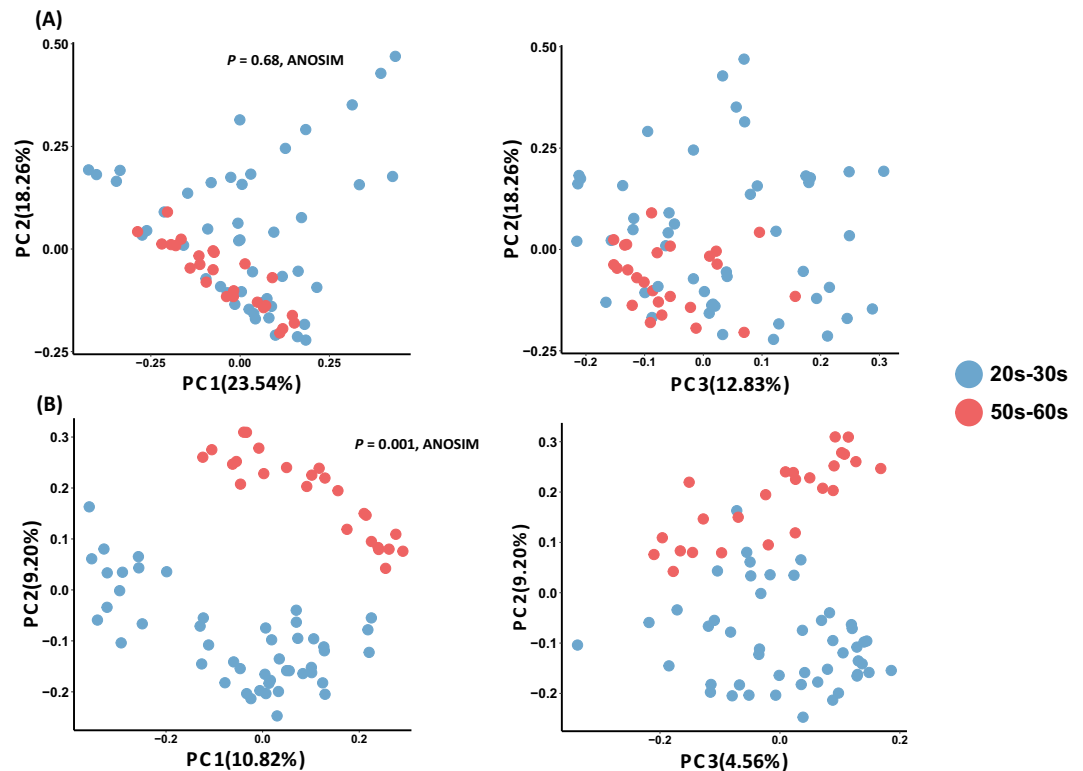 (A)
P = 0.68, ANOSIM
0.50
0.25
0.00
−0.25
PC2(18.26%)
−0.25
0.00
0.25
PC1(23.54%)
0.50
0.25
0.00
−0.25
PC2(18.26%)
−0.2
−0.1
0.0
0.1
0.2
0.3
PC3(12.83%)
20s-30s
50s-60s
(B)
P = 0.001, ANOSIM
0.3
0.2
0.1
0.0
−0.1
−0.2
PC2(9.20%)
−0.2
0.0
0.2
PC1(10.82%)
0.3
0.2
0.1
0.0
−0.1
−0.2
PC2(9.20%)
−0.2
0.0
0.2
PC3(4.56%)